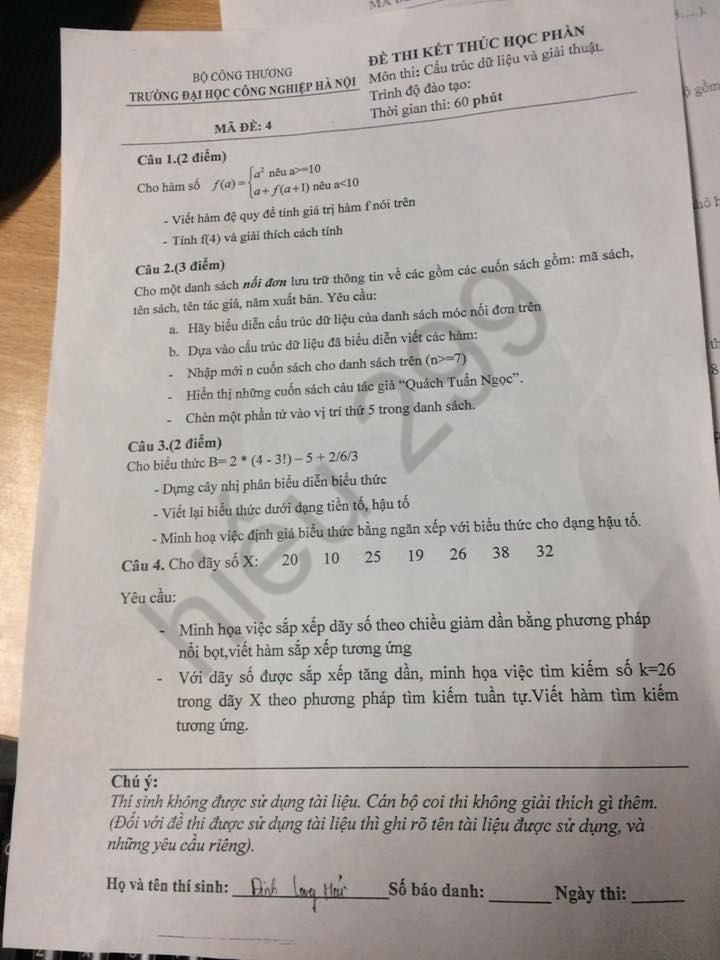 BỘ CÔNG THƯƠNG
TRƯỜNG ĐẠI HỌC CÔNG NGHIỆP HÀ NỘI
MÃ ĐỀ: 4
ĐỀ THI KẾT THÚC HỌC PHẦN
Môn thi: Cấu trúc dữ liệu và giải thuật.
Trình độ đào tạo:
Thời gian thi: 60 phút
Câu 1.(2 điểm)
Cho hàm số f(a) = { a² nêu a>=10
a + f(a+1) nêu a<10
- Viết hàm đệ quy để tính giá trị hàm f nói trên
- Tính f(4) và giải thích cách tính
Câu 2.(3 điểm)
Cho một danh sách nối đơn lưu trữ thông tin về các gồm các cuốn sách gồm: mã sách,
tên sách, tên tác giả, năm xuất bản. Yêu cầu:
a. Hãy biểu diễn cấu trúc dữ liệu của danh sách móc nối đơn trên
b. Dựa vào cấu trúc dữ liệu đã biểu diễn viết các hàm:
- Nhập mới n cuốn sách cho danh sách trên (n>=7)
- Hiển thị những cuốn sách cảu tác giả “Quách Tuấn Ngọc”.
- Chèn một phần tử vào vị trí thứ 5 trong danh sách.
Câu 3.(2 điểm)
Cho biểu thức B= 2 * (4 - 3!) – 5 + 2/6/3
- Dựng cây nhị phân biểu diễn biểu thức
- Viết lại biểu thức dưới dạng tiền tố, hậu tố
- Minh hoạ việc định giá biểu thức bằng ngăn xếp với biểu thức cho dạng hậu tố.
Câu 4. Cho dãy số X: 20 10 25 19 26 38 32
Yêu cầu:
- Minh họa việc sắp xếp dãy số theo chiều giảm dần bằng phương pháp
nổi bọt,viết hàm sắp xếp tương ứng
- Với dãy số được sắp xếp tăng dần, minh họa việc tìm kiếm số k=26
trong dãy X theo phương pháp tìm kiếm tuần tự.Viết hàm tìm kiếm
tương ứng.
Chú ý:
Thí sinh không được sử dụng tài liệu. Cán bộ coi thi không giải thích gì thêm.
(Đối với đề thi được sử dụng tài liệu thì ghi rõ tên tài liệu được sử dụng, và
những yêu cầu riêng).
Họ và tên thí sinh: Đinh Long Số báo danh: Ngày thi:
hiếu 299